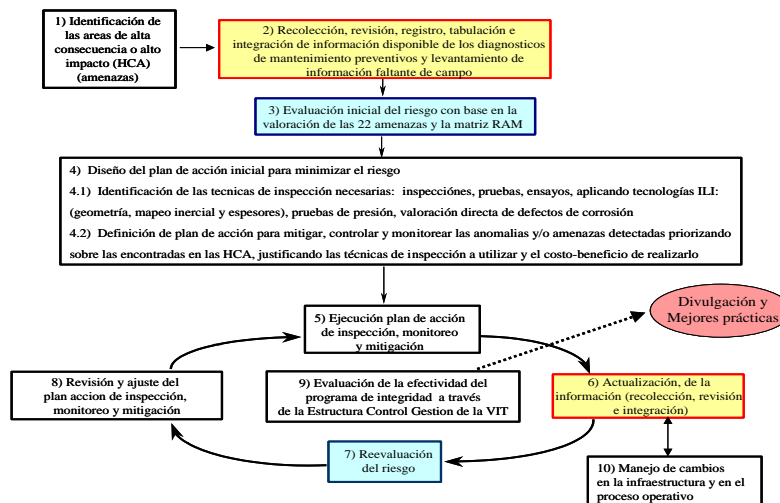 1) Identificación de
las areas de alta
consecuencia o alto
impacto (HCA)
(amenazas)
2) Recolección, revisión, registro, tabulación e
integración de información disponible de los diagnosticos
de mantenimiento preventivos y levantamiento de
información faltante de campo
3) Evaluación inicial del riesgo con base en la
valoración de las 22 amenazas y la matriz RAM
4) Diseño del plan de acción inicial para minimizar el riesgo
4.1) Identificación de las tecnicas de inspección necesarias: inspecciónes, pruebas, ensayos, aplicando tecnologías ILI:
(geometría, mapeo inercial y espesores), pruebas de presión, valoración directa de defectos de corrosión
4.2) Definición de plan de acción para mitigar, controlar y monitorear las anomalias y/o amenazas detectadas priorizando
sobre las encontradas en las HCA, justificando las técnicas de inspección a utilizar y el costo-beneficio de realizarlo
5) Ejecución plan de acción
de inspección, monitoreo
y mitigación
Divulgación y
Mejores prácticas
8) Revisión y ajuste del
plan accion de inspección,
monitoreo y mitigación
9) Evaluación de la efectividad del
programa de integridad a través
de la Estructura Control Gestion de la VIT
6) Actualización, de la
información (recolección, revisión
e integración)
7) Reevaluación
del riesgo
10) Manejo de cambios
en la infraestructura y en el
proceso operativo